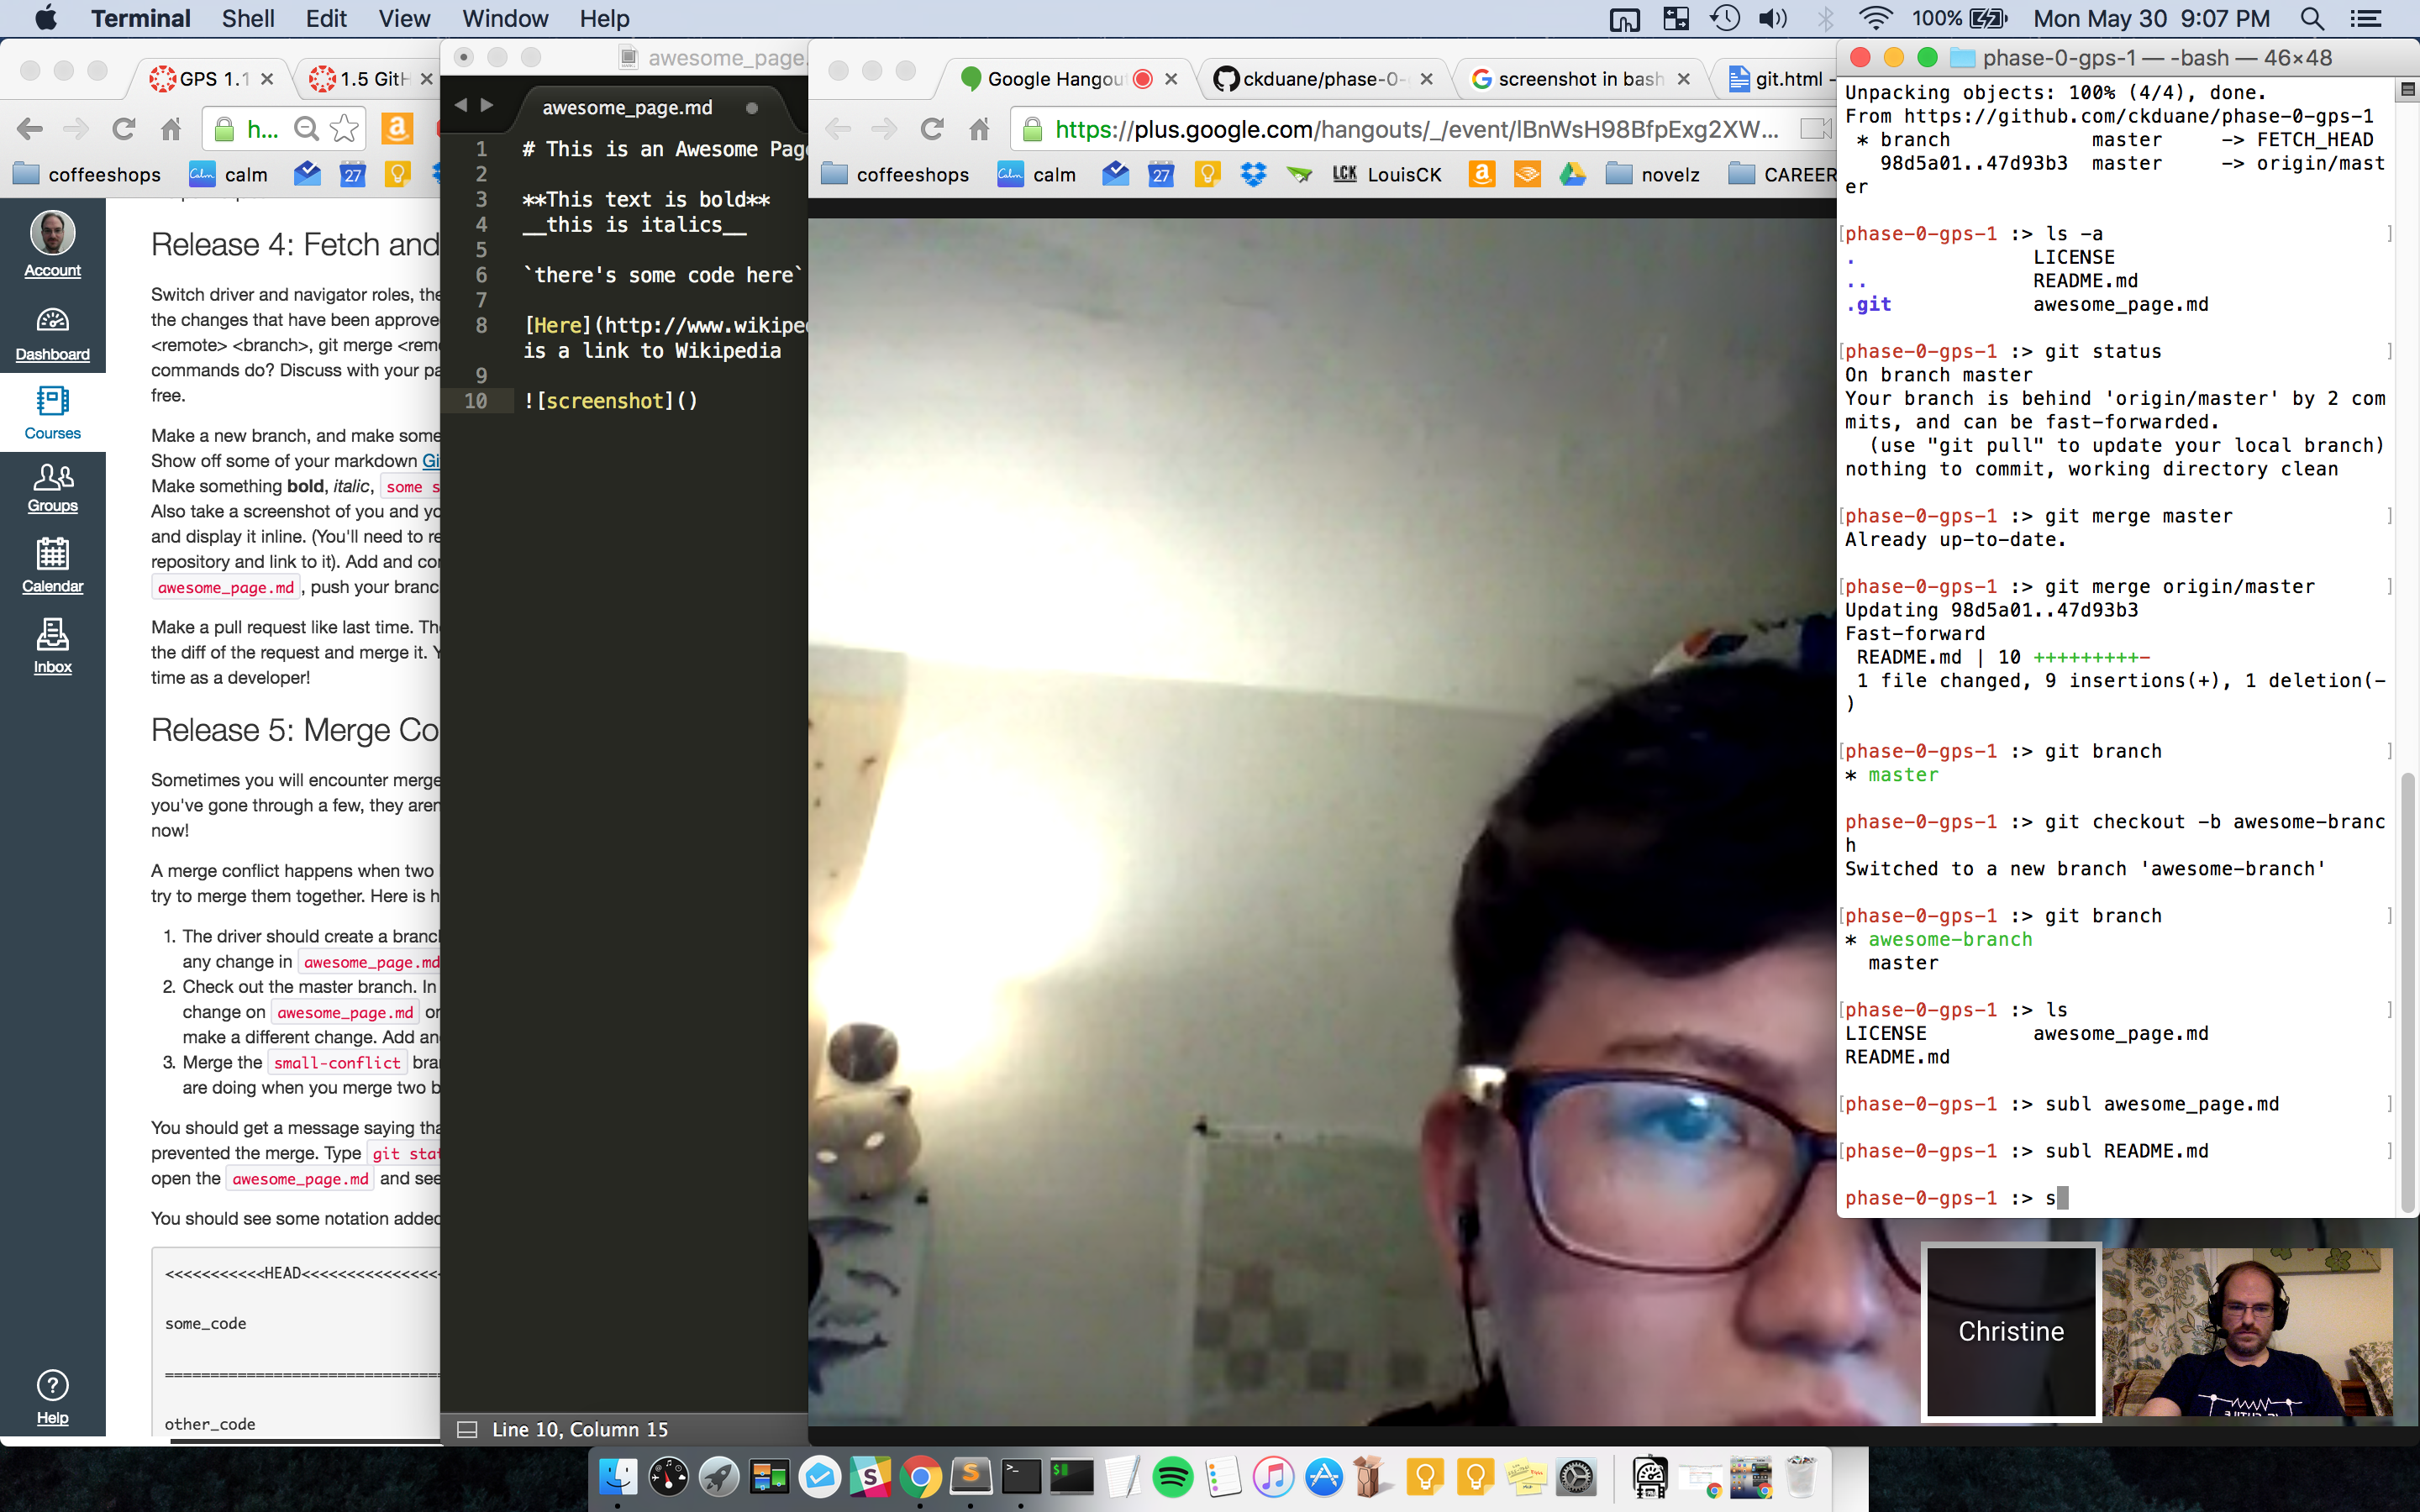 Terminal Shell Edit View Window Help 100% Mon May 30 9:07 PM
GPS 1.1
1.5 GitH
h...
coffeeshops calm 27
Account
Dashboard
Courses
Groups
Calendar
Inbox
Help
Release 4: Fetch and
Switch driver and navigator roles, the
the changes that have been approve
<remote> <branch>, git merge <rem
commands do? Discuss with your pa
free.
Make a new branch, and make some
Show off some of your markdown Gi
Make something bold, italic, some s
Also take a screenshot of you and yo
and display it inline. (You'll need to re
repository and link to it). Add and cor
awesome_page.md , push your branc
Make a pull request like last time. The
the diff of the request and merge it. Y
time as a developer!
Release 5: Merge Co
Sometimes you will encounter merge
you've gone through a few, they aren
now!
A merge conflict happens when two
try to merge them together. Here is h
1. The driver should create a branch
any change in awesome_page.md
2. Check out the master branch. In
change on awesome_page.md or
make a different change. Add an
3. Merge the small-conflict bra
are doing when you merge two b
You should get a message saying tha
prevented the merge. Type git stat
open the awesome_page.md and see
You should see some notation added
<<<<<<<<<<<HEAD<<<<<<<<<<<<<<<
some_code
==========================
other_code
awesome_page.
awesome_page.md
1 # This is an Awesome Pag
2
3 **This text is bold**
4 __this is italics__
5
6 `there's some code here`
7
8 [Here](http://www.wikiped
is a link to Wikipedia
9
10 ![screenshot]()
Line 10, Column 15
Google Hangou
ckduane/phase-0-
screenshot in bash
git.html -
https://plus.google.com/hangouts/_/event/lBnWsH98BfpExg2XW...
coffeeshops calm 27 LCK LouisCK novelz CAREER
phase-0-gps-1 — -bash — 46×48
Unpacking objects: 100% (4/4), done.
From https://github.com/ckduane/phase-0-gps-1
* branch master -> FETCH_HEAD
98d5a01..47d93b3 master -> origin/mast
er
[phase-0-gps-1 :> ls -a ]
. LICENSE
.. README.md
.git awesome_page.md
[phase-0-gps-1 :> git status ]
On branch master
Your branch is behind 'origin/master' by 2 com
mits, and can be fast-forwarded.
(use "git pull" to update your local branch)
nothing to commit, working directory clean
[phase-0-gps-1 :> git merge master ]
Already up-to-date.
[phase-0-gps-1 :> git merge origin/master ]
Updating 98d5a01..47d93b3
Fast-forward
README.md | 10 +++++++++-
1 file changed, 9 insertions(+), 1 deletion(-
)
[phase-0-gps-1 :> git branch ]
* master
phase-0-gps-1 :> git checkout -b awesome-branc
h
Switched to a new branch 'awesome-branch'
[phase-0-gps-1 :> git branch ]
* awesome-branch
master
[phase-0-gps-1 :> ls ]
LICENSE awesome_page.md
README.md
[phase-0-gps-1 :> subl awesome_page.md ]
[phase-0-gps-1 :> subl README.md ]
phase-0-gps-1 :> s
Christine